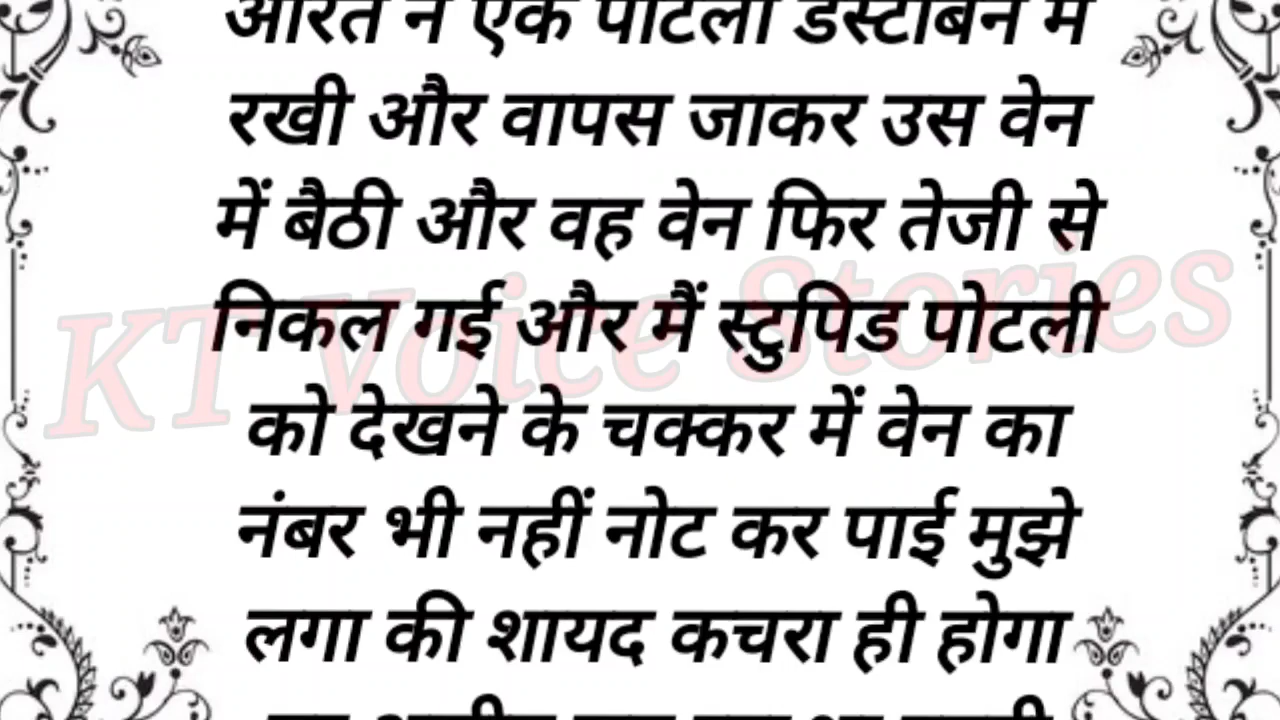 औरत ने एक पोटली डस्टबिन में
रखी और वापस जाकर उस वेन
में बैठी और वह वेन फिर तेजी से
निकल गई और मैं स्टुपिड पोटली
को देखने के चक्कर में वेन का
नंबर भी नहीं नोट कर पाई मुझे
लगा की शायद कचरा ही होगा
KT Voice Stories